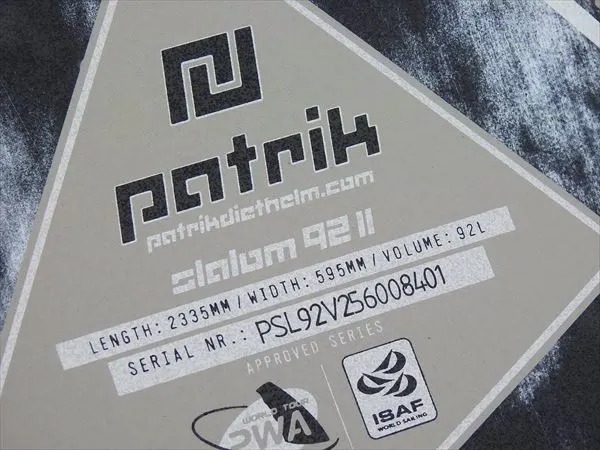 patrik
patrikdiethelm.com
slalom 92 II
LENGTH: 2335MM / WIDTH: 595MM / VOLUME: 92L
SERIAL NR.: PSL92V256008401
APPROVED SERIES
WORLD TOUR
PWA
ISAF
WORLD SAILING